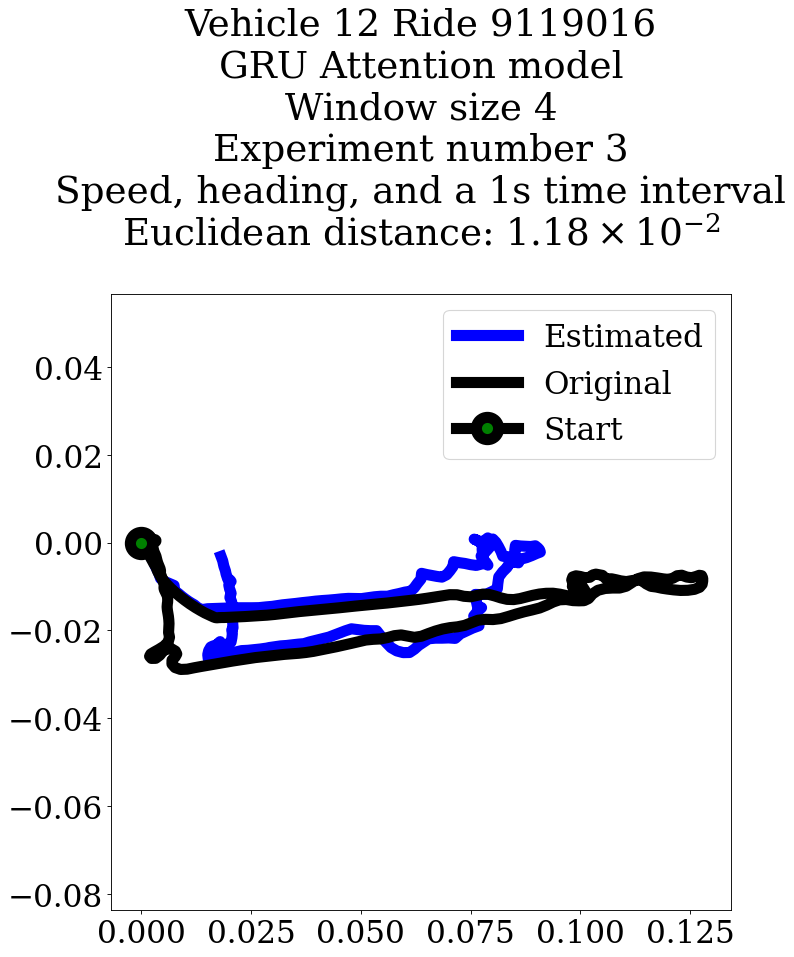 Vehicle 12 Ride 9119016
GRU Attention model
Window size 4
Experiment number 3
Speed, heading, and a 1s time interval
Euclidean distance: 1.18 × 10⁻²
Estimated
Original
Start
0.04
0.02
0.00
−0.02
−0.04
−0.06
−0.08
0.000 0.025 0.050 0.075 0.100 0.125